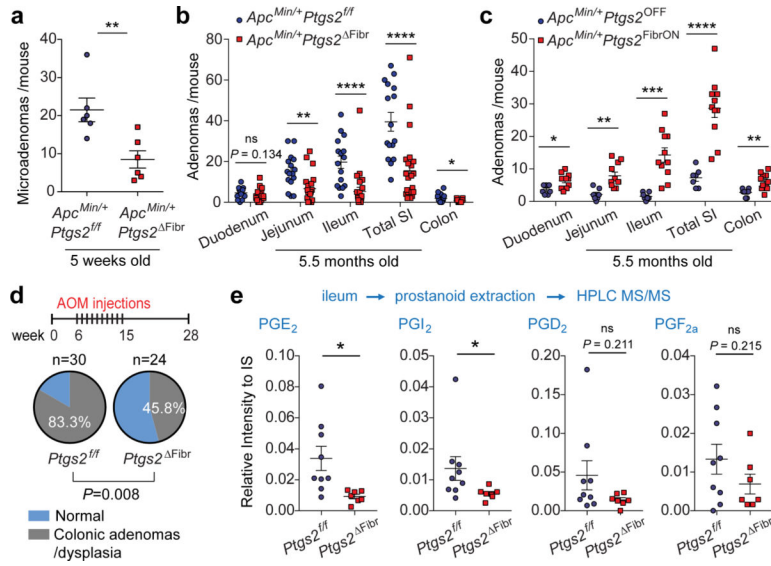 a
Microadenomas /mouse
50
40
30
20
10
0
**
Apc^Min/+
Ptgs2^f/f
Apc^Min/+
Ptgs2^ΔFibr
5 weeks old
b
Apc^Min/+Ptgs2^f/f
Apc^Min/+Ptgs2^ΔFibr
Adenomas /mouse
80
60
40
20
0
ns
P = 0.134
**
****
****
*
Duodenum
Jejunum
Ileum
Total SI
Colon
5.5 months old
c
Apc^Min/+Ptgs2^OFF
Apc^Min/+Ptgs2^FibrON
Adenomas /mouse
50
40
30
20
10
0
*
**
***
****
**
Duodenum
Jejunum
Ileum
Total SI
Colon
5.5 months old
d
AOM injections
week 0 6 15 28
n=30 n=24
83.3% 45.8%
Ptgs2^f/f Ptgs2^ΔFibr
P=0.008
Normal
Colonic adenomas
/dysplasia
e
ileum → prostanoid extraction → HPLC MS/MS
Relative Intensity to IS
PGE2
0.10
0.08
0.06
0.04
0.02
0.00
*
Ptgs2^f/f Ptgs2^ΔFibr
PGI2
0.05
0.04
0.03
0.02
0.01
0.00
*
Ptgs2^f/f Ptgs2^ΔFibr
PGD2
0.20
0.15
0.10
0.05
0.00
ns
P = 0.211
Ptgs2^f/f Ptgs2^ΔFibr
PGF2a
0.04
0.03
0.02
0.01
0.00
ns
P = 0.215
Ptgs2^f/f Ptgs2^ΔFibr